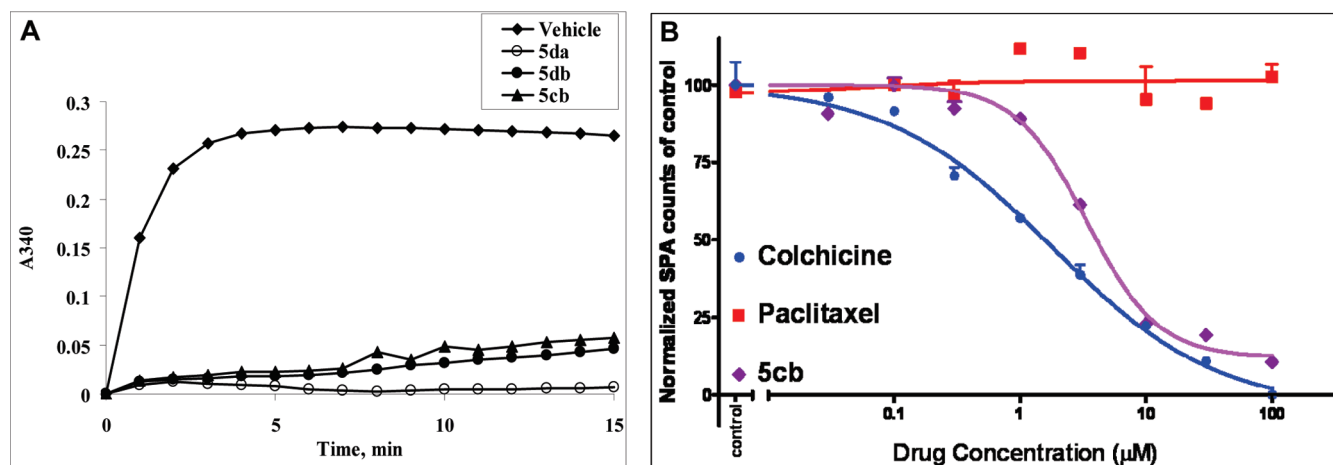 A
Vehicle
5da
5db
5cb
0.3
0.25
0.2
0.15
0.1
0.05
0
0 5 10 15
A340
Time, min
B
Normalized SPA counts of control
100
75
50
25
0
Colchicine
Paclitaxel
5cb
control 0.1 1 10 100
Drug Concentration (μM)